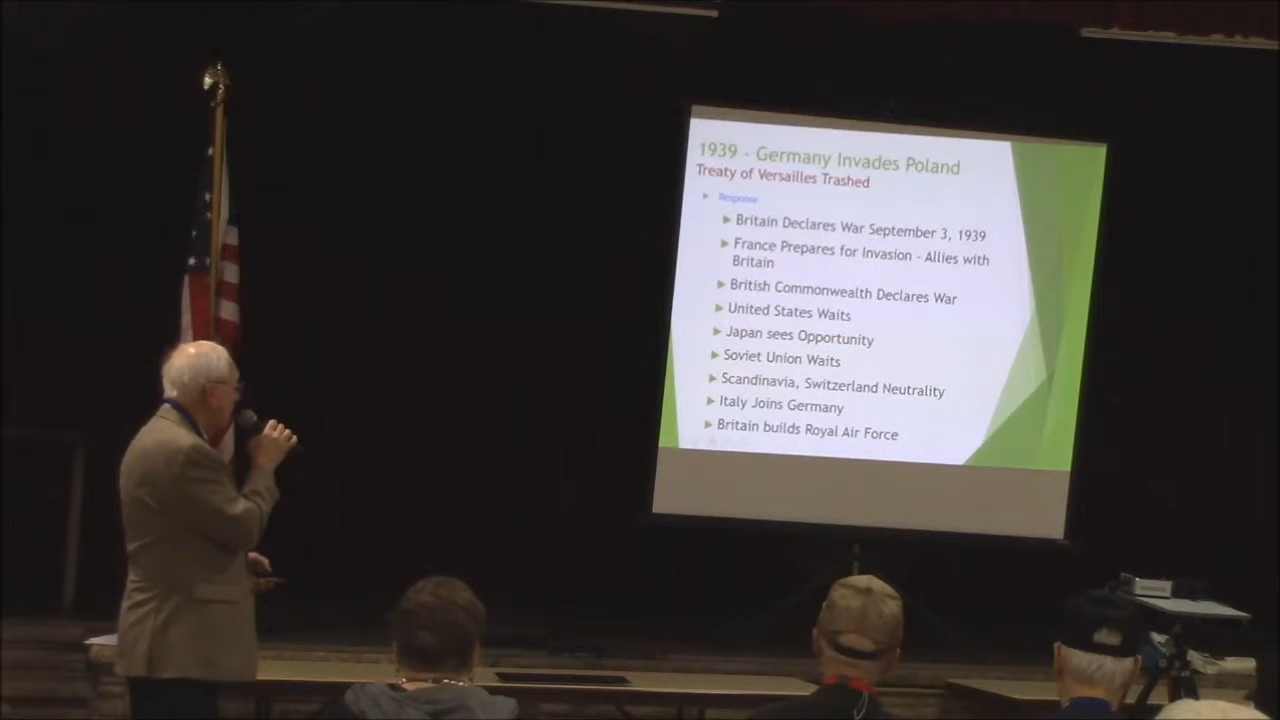 1939 - Germany Invades Poland
Treaty of Versailles Trashed
Response
Britain Declares War September 3, 1939
France Prepares for Invasion - Allies with
Britain
British Commonwealth Declares War
United States Waits
Japan sees Opportunity
Soviet Union Waits
Scandinavia, Switzerland Neutrality
Italy Joins Germany
Britain builds Royal Air Force